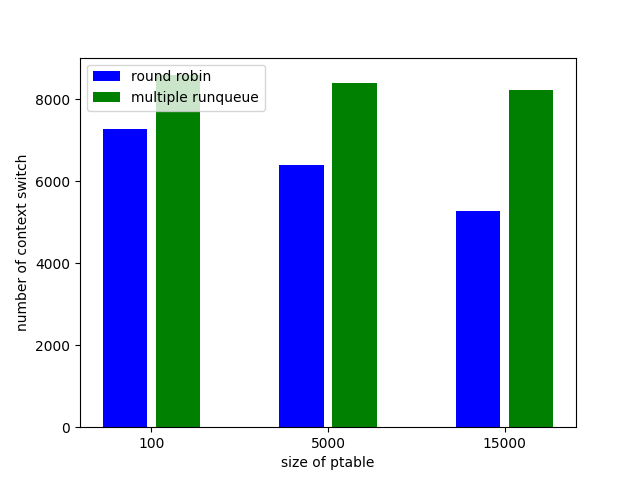 round robin
multiple runqueue
number of context switch
8000
6000
4000
2000
0
100
5000
15000
size of ptable